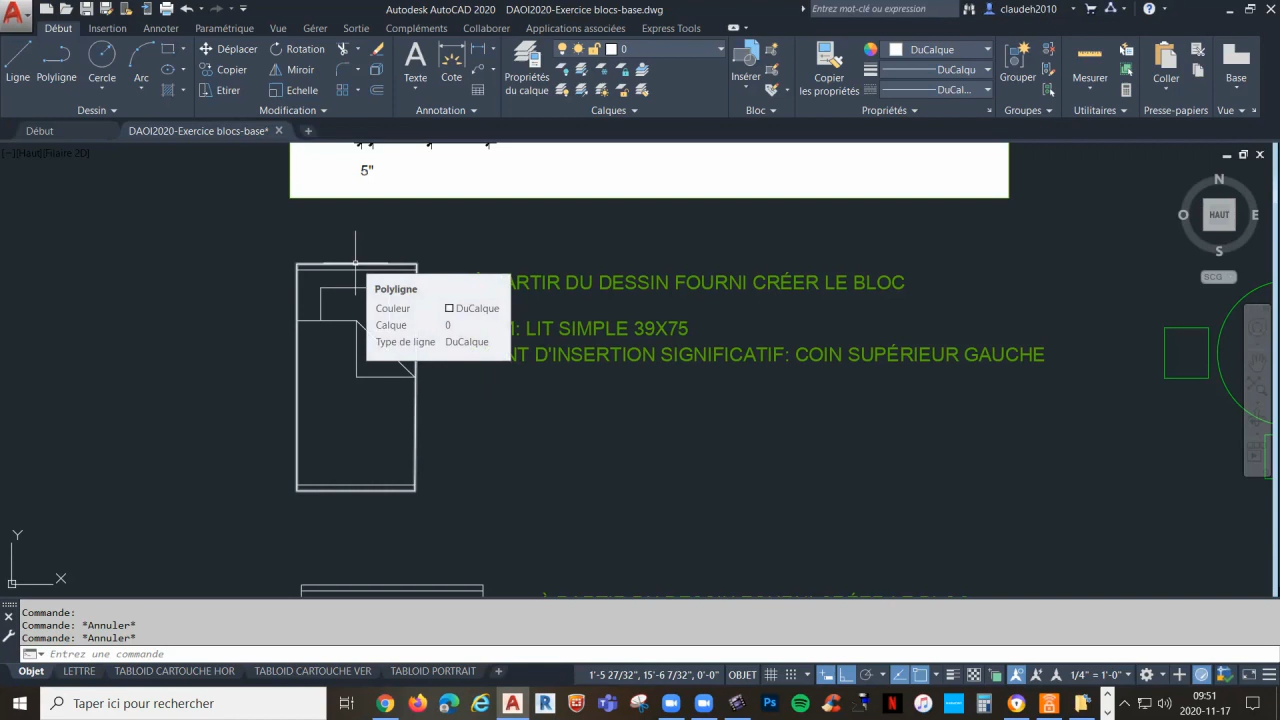 Autodesk AutoCAD 2020 DAOI2020-Exercice blocs-base.dwg
Entrez mot-clé ou expression
claudeh10
Début Insertion Annoter Paramétrique Vue Gérer Sortie Compléments Collaborer Applications associées Express Tools
Ligne Polyligne Cercle Arc
Déplacer Rotation
Copier Miroir
Etirer Echelle
Texte Cote
Propriétés
du calque
0
Insérer
Copier
les propriétés
DuCalque
DuCalqu
DuCal...
Grouper
Mesurer
Coller
Base
Dessin Modification Annotation Calques Bloc Propriétés Groupes Utilitaires Presse-papiers Vue
Début DAOI2020-Exercice blocs-base*
[−][Haut][Filaire 2D]
5"
N
O HAUT E
S
SCG
PARTIR DU DESSIN FOURNI CRÉER LE BLOC
Polyligne
Couleur DuCalque
Calque 0
Type de ligne DuCalque
M: LIT SIMPLE 39X75
NT D'INSERTION SIGNIFICATIF: COIN SUPÉRIEUR GAUCHE
Y
X
Commande:
Commande: *Annuler*
Commande: *Annuler*
Entrez une commande
Objet LETTRE TABLOID CARTOUCHE HOR TABLOID CARTOUCHE VER TABLOID PORTRAIT +
1'-5 27/32", 15'-6 7/32", 0'-0" OBJET 1/4" = 1'-0"
Taper ici pour rechercher
09:51
2020-11-17